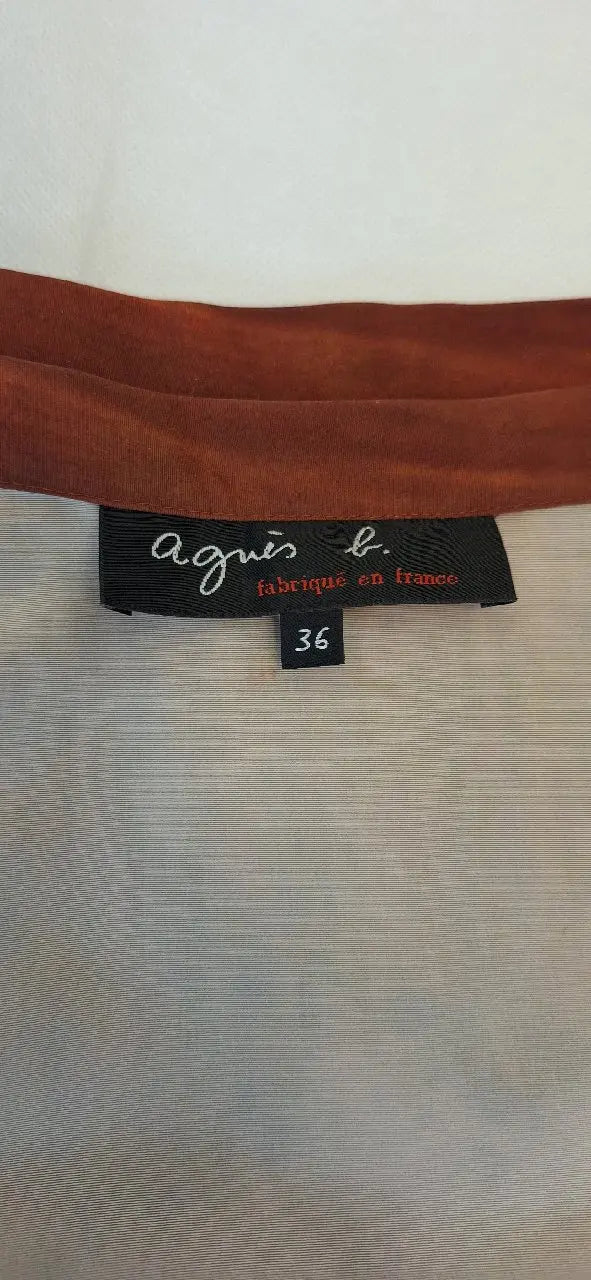 agnès b.
fabriqué en france
36